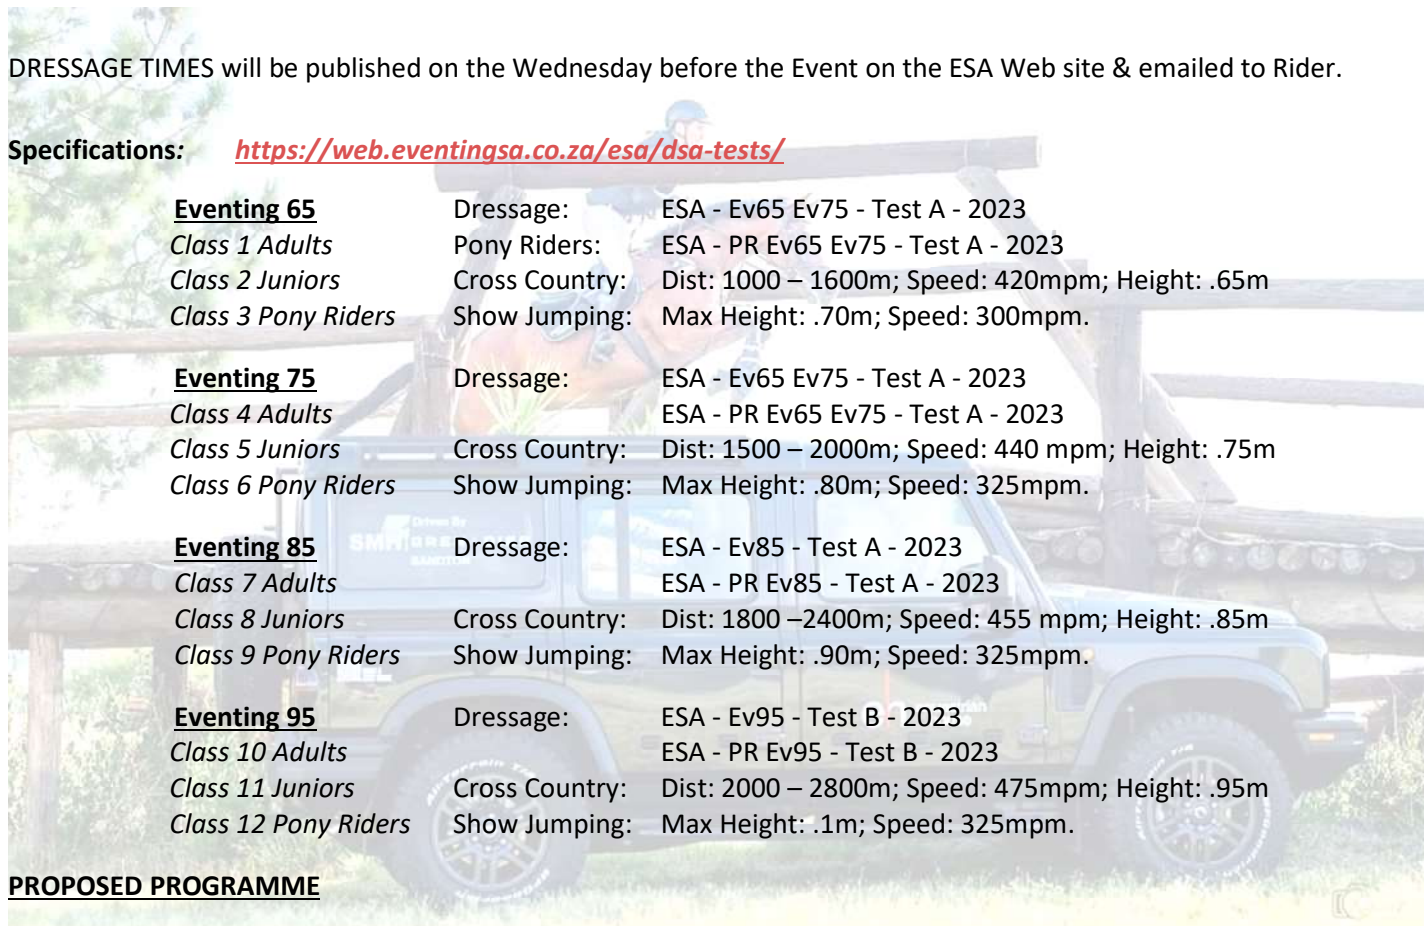 DRESSAGE TIMES will be published on the Wednesday before the Event on the ESA Web site & emailed to Rider.
Specifications: https://web.eventingsa.co.za/esa/dsa-tests/
Eventing 65 Dressage: ESA - Ev65 Ev75 - Test A - 2023
Class 1 Adults Pony Riders: ESA - PR Ev65 Ev75 - Test A - 2023
Class 2 Juniors Cross Country: Dist: 1000 – 1600m; Speed: 420mpm; Height: .65m
Class 3 Pony Riders Show Jumping: Max Height: .70m; Speed: 300mpm.
Eventing 75 Dressage: ESA - Ev65 Ev75 - Test A - 2023
Class 4 Adults ESA - PR Ev65 Ev75 - Test A - 2023
Class 5 Juniors Cross Country: Dist: 1500 – 2000m; Speed: 440 mpm; Height: .75m
Class 6 Pony Riders Show Jumping: Max Height: .80m; Speed: 325mpm.
Driven By
SMH
SANDTON
Eventing 85 Dressage: ESA - Ev85 - Test A - 2023
Class 7 Adults ESA - PR Ev85 - Test A - 2023
Class 8 Juniors Cross Country: Dist: 1800 –2400m; Speed: 455 mpm; Height: .85m
Class 9 Pony Riders Show Jumping: Max Height: .90m; Speed: 325mpm.
Eventing 95 Dressage: ESA - Ev95 - Test B - 2023
Class 10 Adults ESA - PR Ev95 - Test B - 2023
Class 11 Juniors Cross Country: Dist: 2000 – 2800m; Speed: 475mpm; Height: .95m
Class 12 Pony Riders Show Jumping: Max Height: .1m; Speed: 325mpm.
PROPOSED PROGRAMME